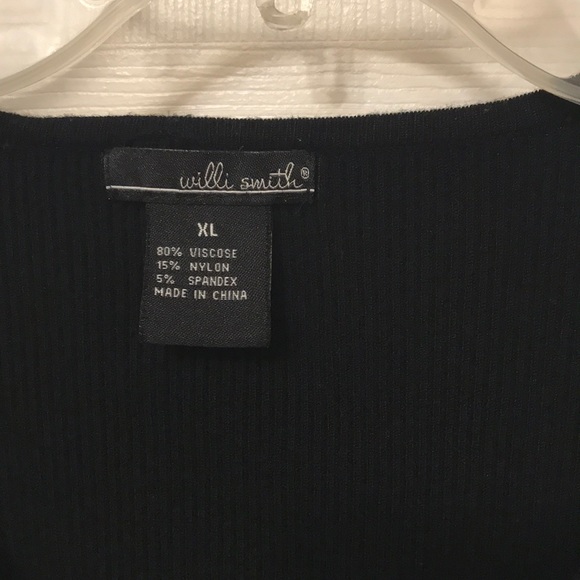 willi smith®
XL
80% VISCOSE
15% NYLON
5% SPANDEX
MADE IN CHINA